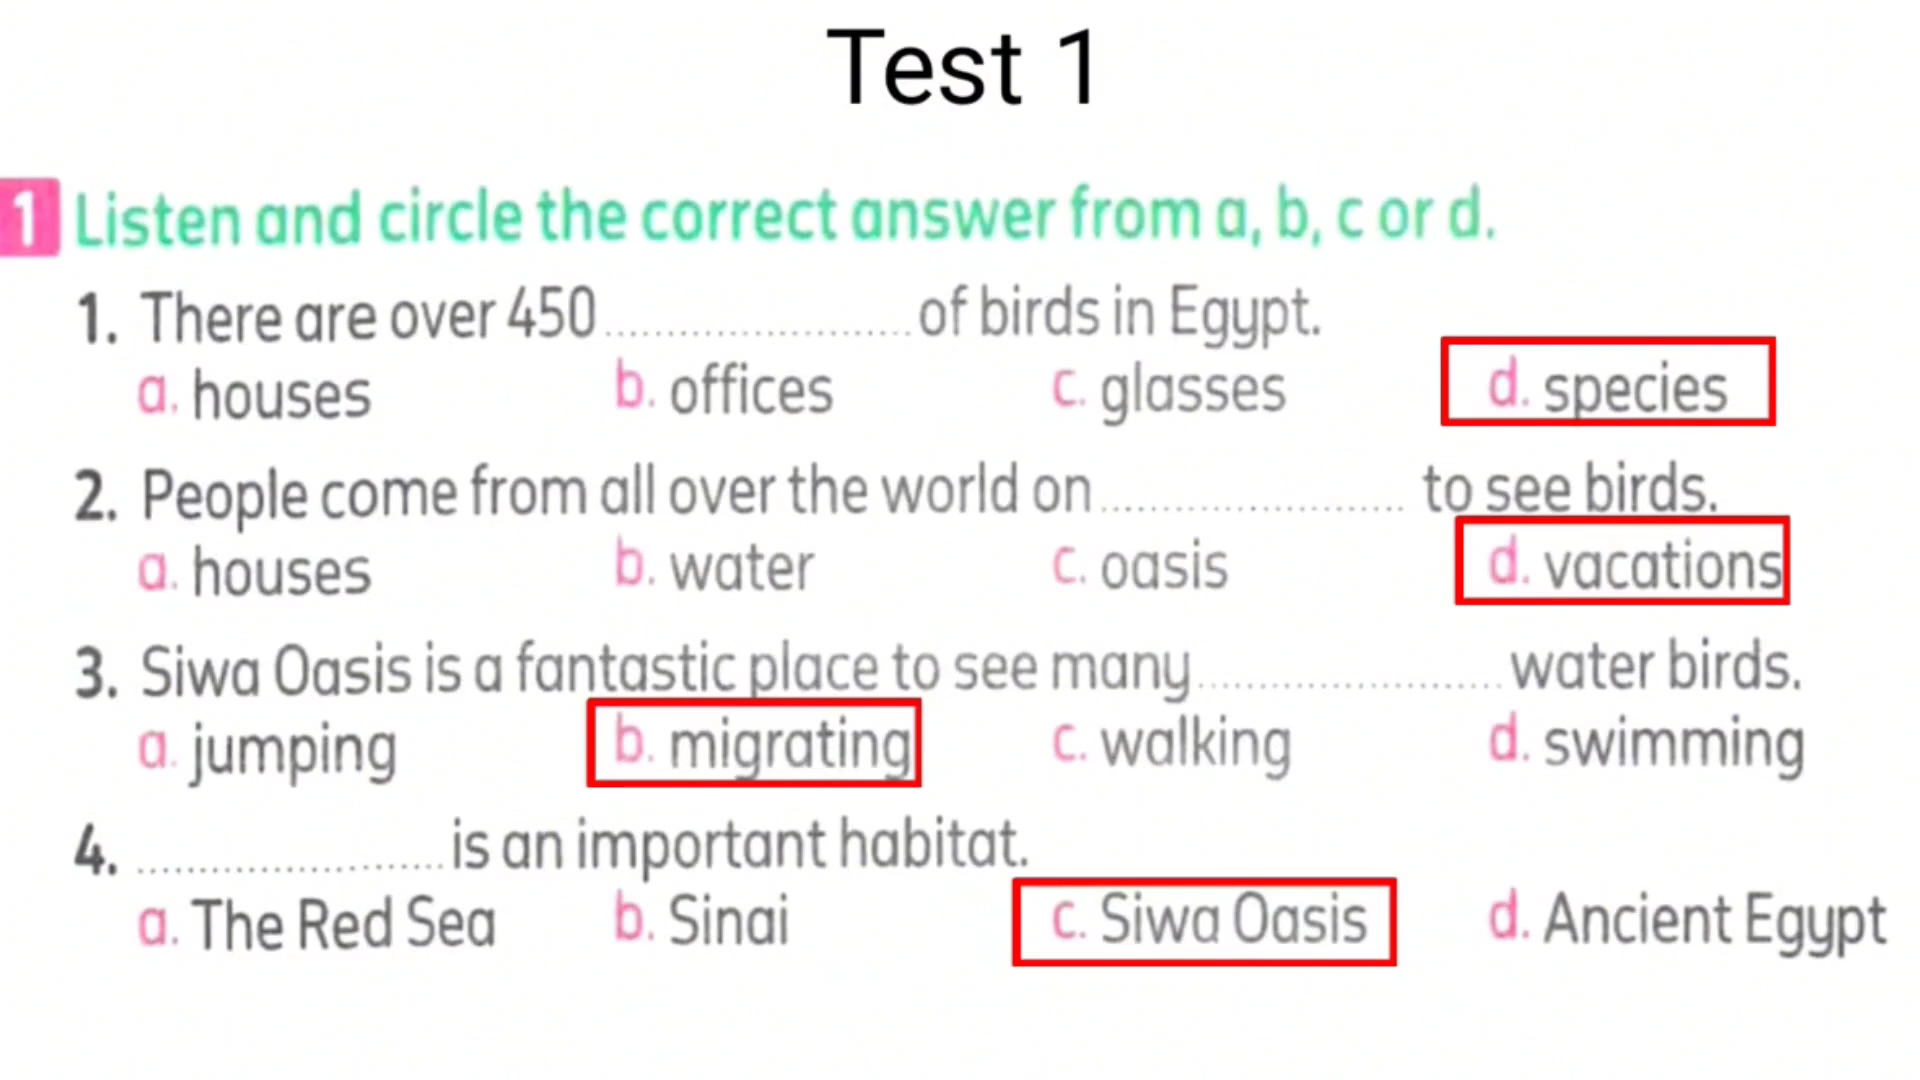 Test 1
1 Listen and circle the correct answer from a, b, c or d.
1. There are over 450 ........................ of birds in Egypt.
a. houses b. offices c. glasses d. species
2. People come from all over the world on ........................ to see birds.
a. houses b. water c. oasis d. vacations
3. Siwa Oasis is a fantastic place to see many ........................ water birds.
a. jumping b. migrating c. walking d. swimming
4. ........................ is an important habitat.
a. The Red Sea b. Sinai c. Siwa Oasis d. Ancient Egypt